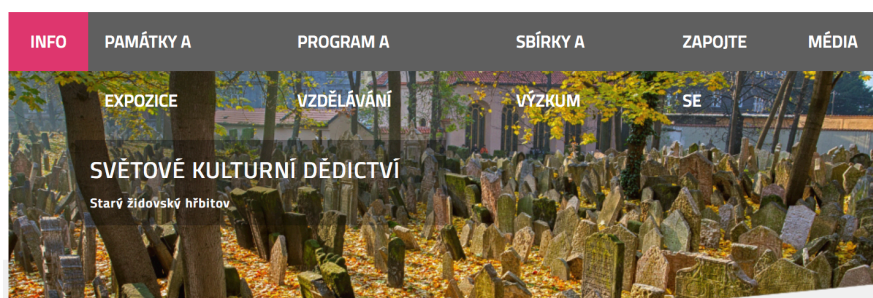 INFO PAMÁTKY A PROGRAM A SBÍRKY A ZAPOJTE MÉDIA
EXPOZICE VZDĚLÁVÁNÍ VÝZKUM SE
SVĚTOVÉ KULTURNÍ DĚDICTVÍ
Starý židovský hřbitov